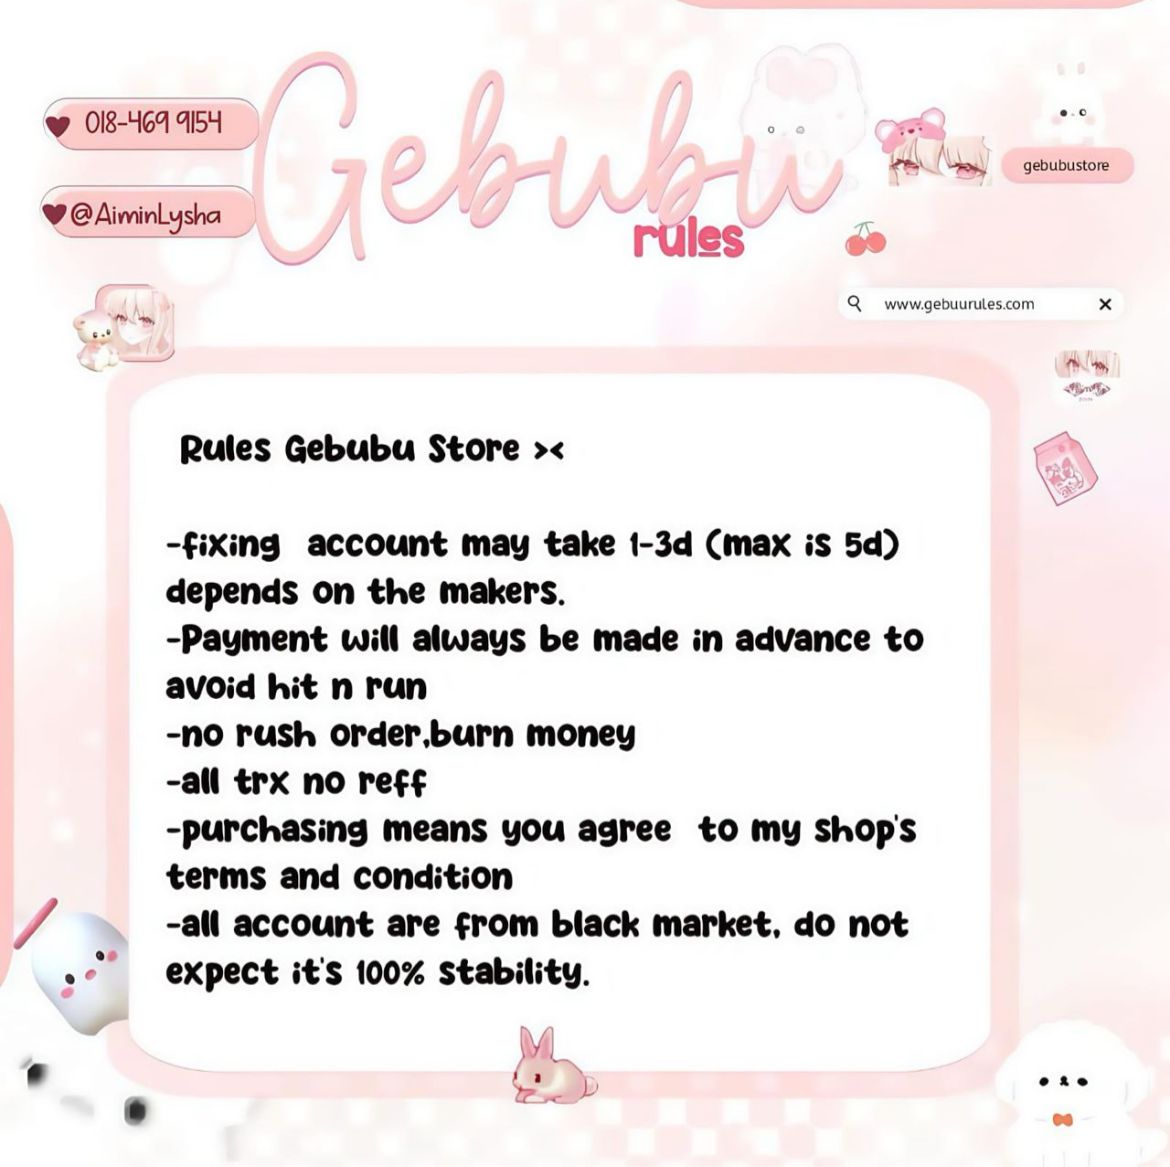 018-469 9154
Gebubu
rules
@AiminLysha
gebubustore
www.gebuurules.com
Rules Gebubu Store ><
-fixing  account may take 1-3d (max is 5d)
depends on the makers.
-Payment will always be made in advance to
avoid hit n run
-no rush order,burn money
-all trx no reff
-purchasing means you agree  to my shop's
terms and condition
-all account are from black market, do not
expect it's 100% stability.